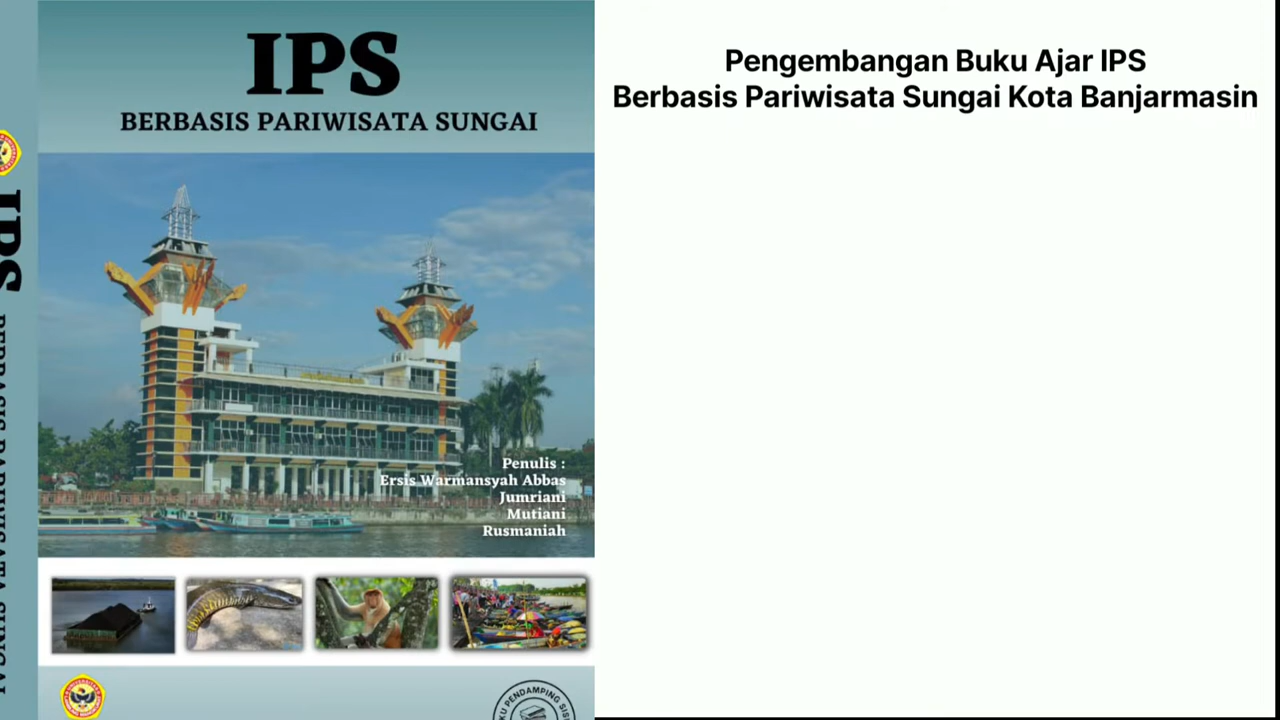 IPS
BERBASIS PARIWISATA SUNGAI
Penulis :
Ersis Warmansyah Abbas
Jumriani
Mutiani
Rusmaniah
IPS
Pengembangan Buku Ajar IPS
Berbasis Pariwisata Sungai Kota Banjarmasin